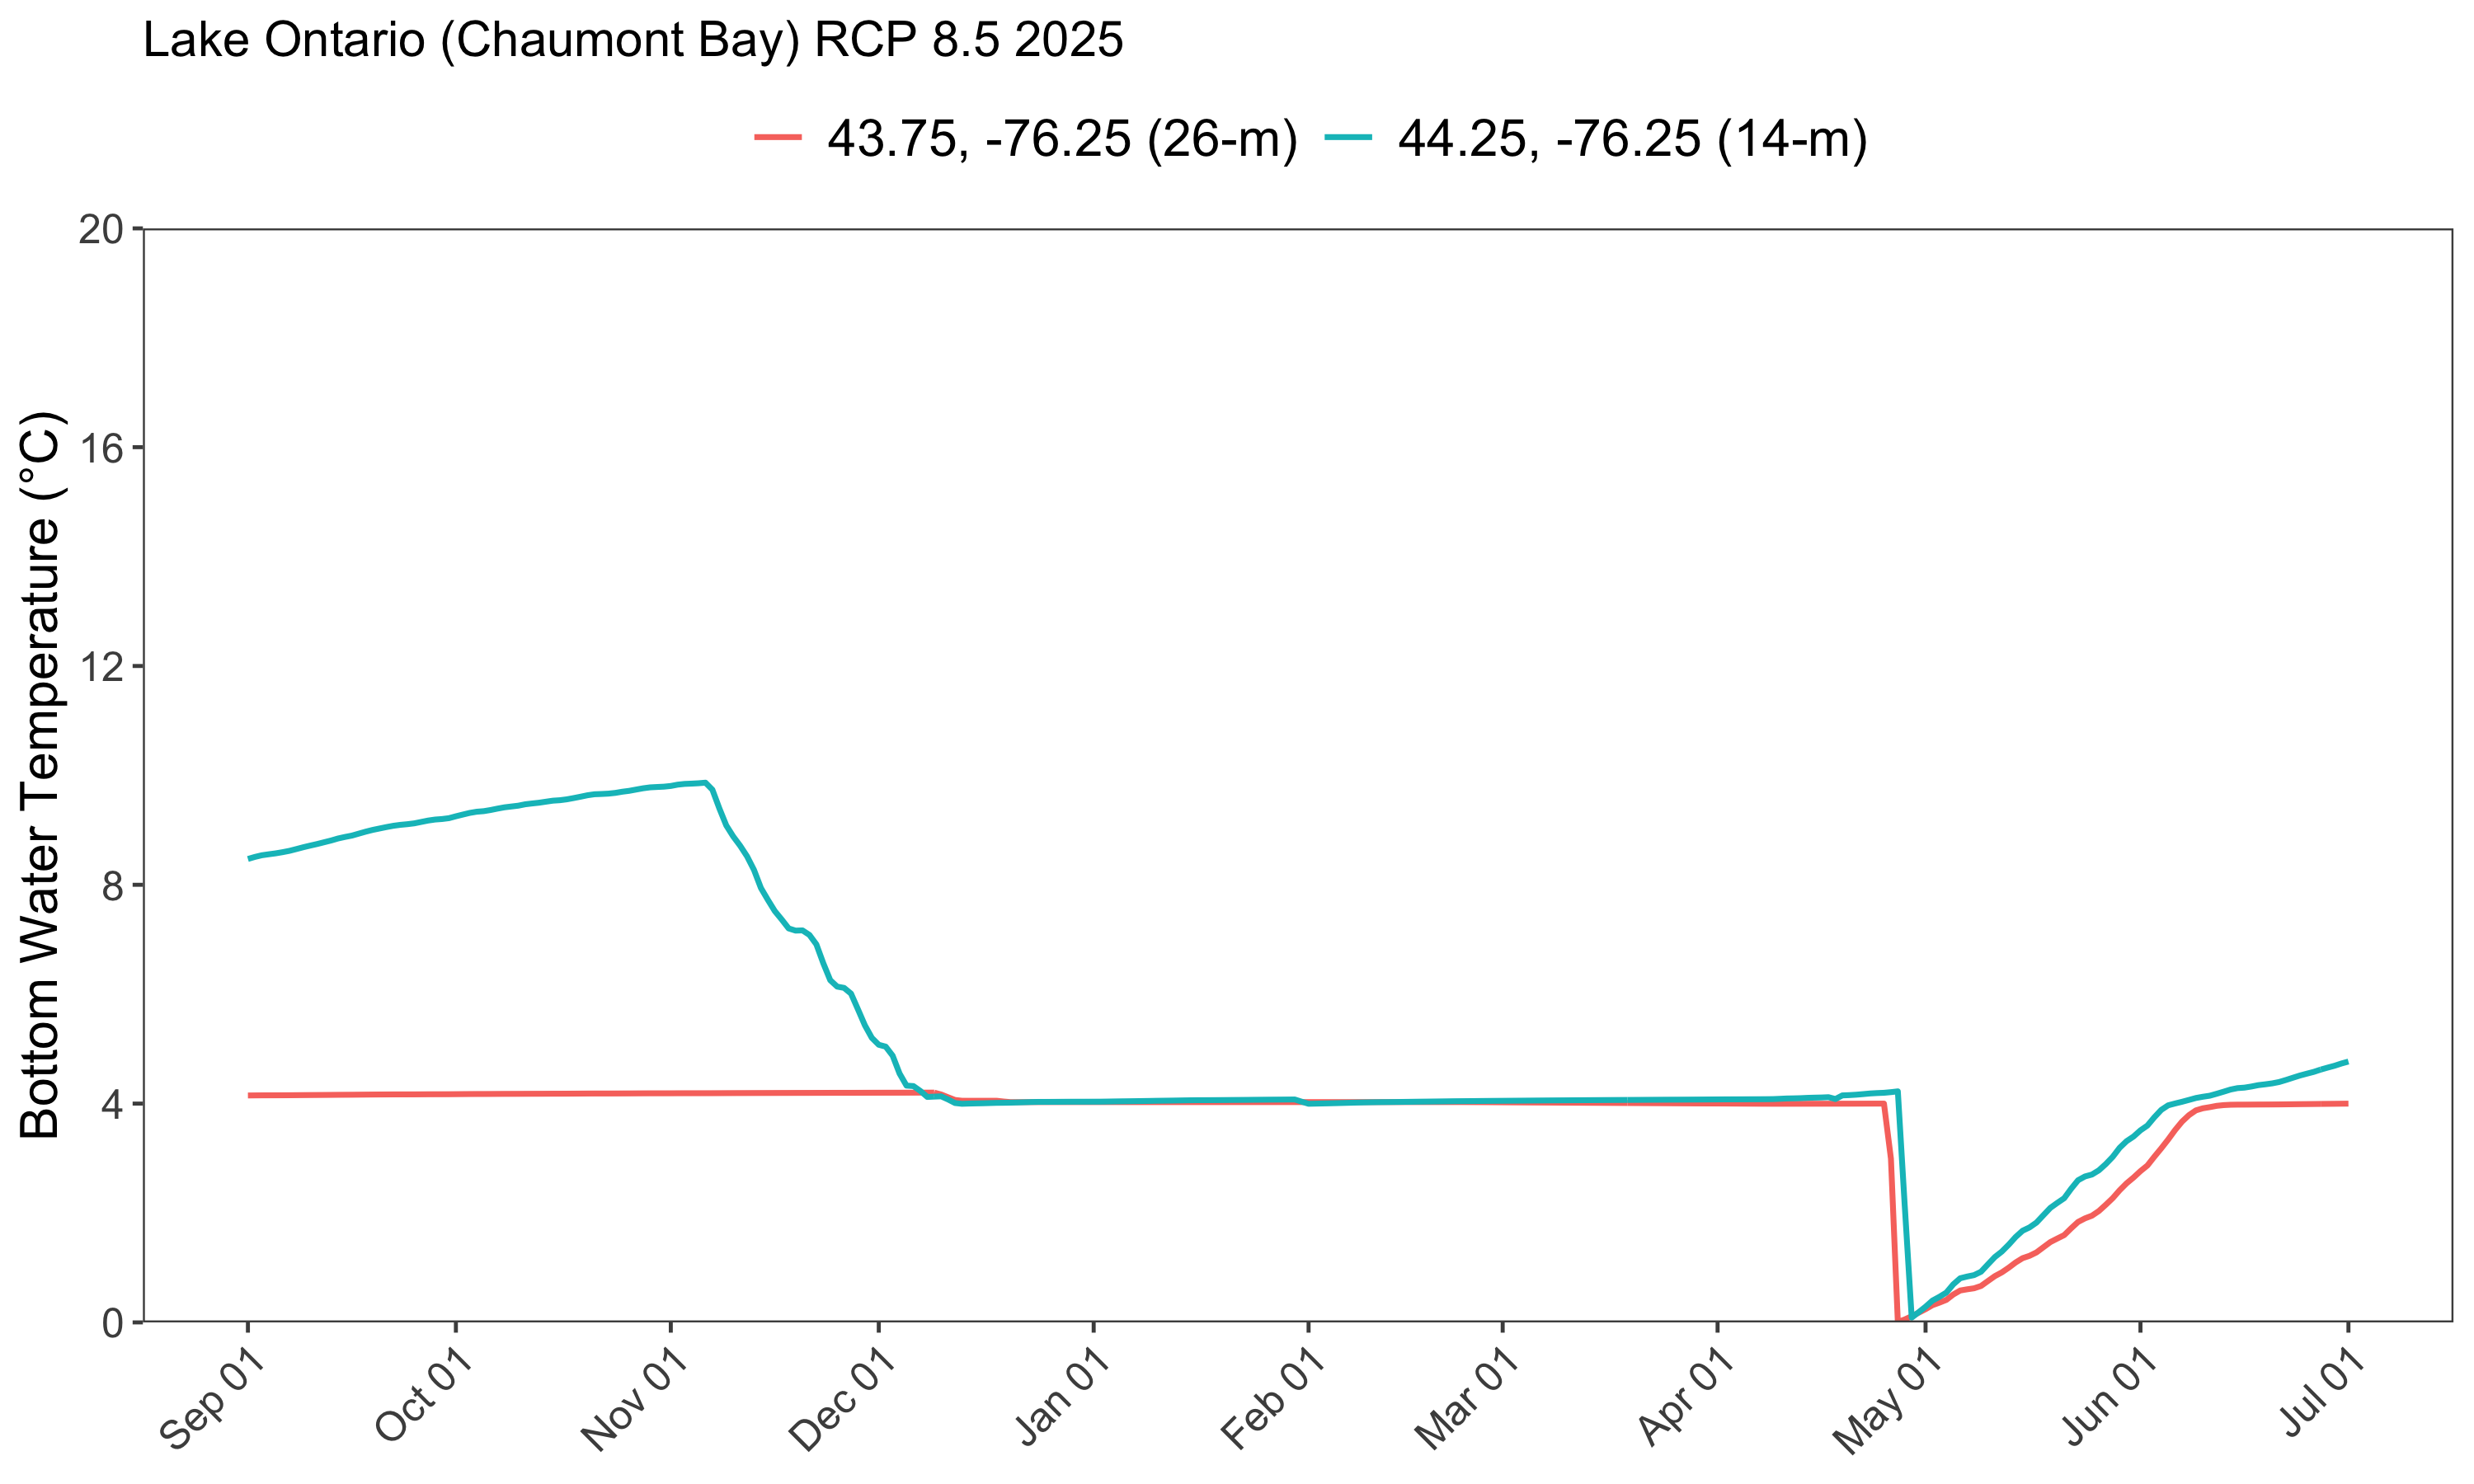 Lake Ontario (Chaumont Bay) RCP 8.5 2025
43.75, -76.25 (26-m) 44.25, -76.25 (14-m)
Bottom Water Temperature (°C)
20
16
12
8
4
0
Sep 01
Oct 01
Nov 01
Dec 01
Jan 01
Feb 01
Mar 01
Apr 01
May 01
Jun 01
Jul 01